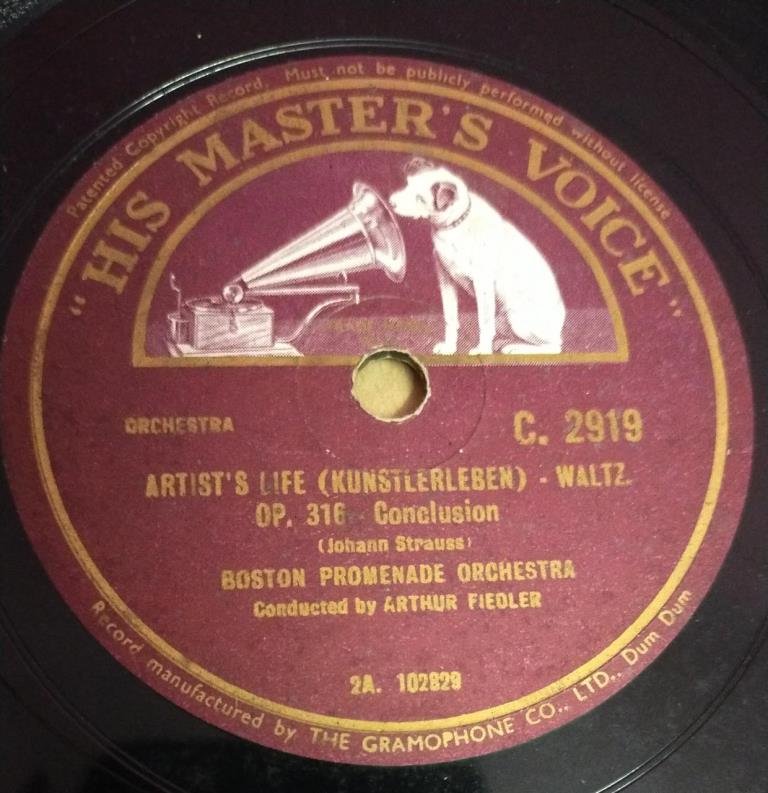 Patented Copyright Record. Must not be publicly performed without license
"HIS MASTER'S VOICE"
ORCHESTRA
C. 2919
ARTIST'S LIFE (KUNSTLERLEBEN) - WALTZ.
OP. 316 - Conclusion
(Johann Strauss)
BOSTON PROMENADE ORCHESTRA
Conducted by ARTHUR FIEDLER
2A. 102829
Record manufactured by THE GRAMOPHONE CO., LTD., Dum Dum